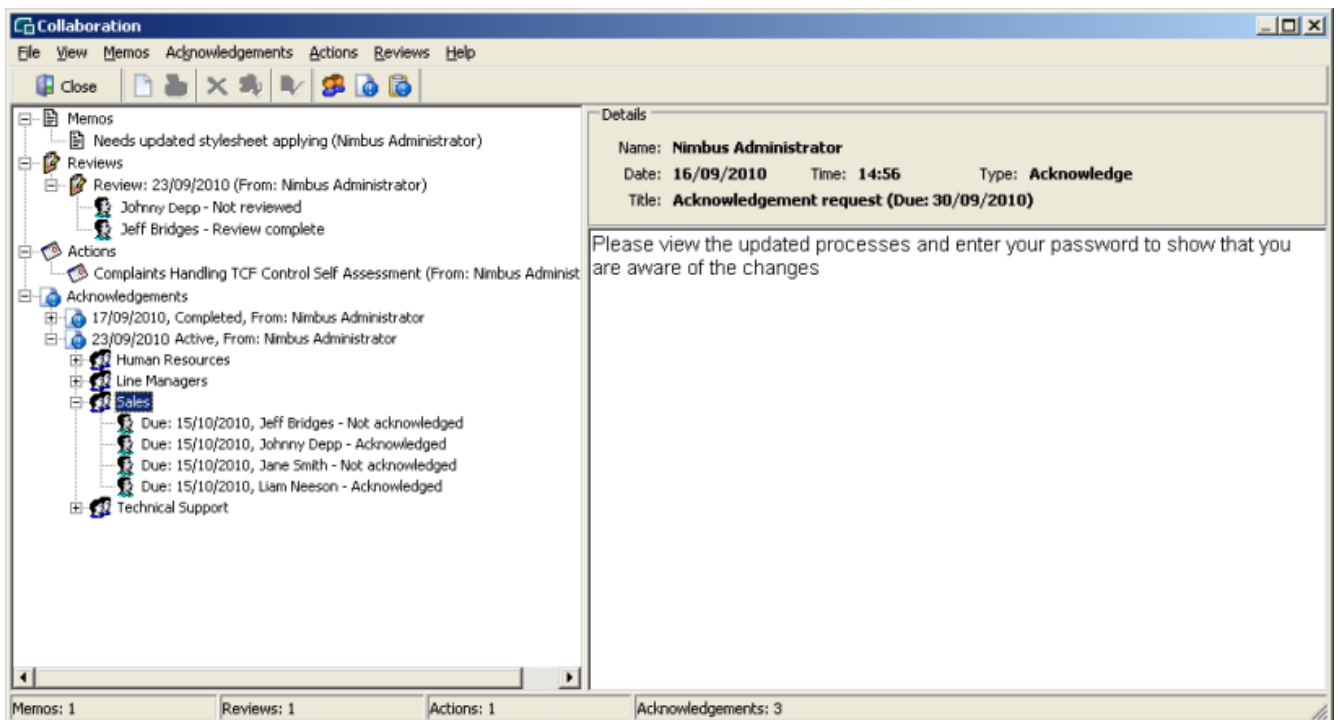 Collaboration
File View Memos Acknowledgements Actions Reviews Help
Close
Memos
Needs updated stylesheet applying (Nimbus Administrator)
Reviews
Review: 23/09/2010 (From: Nimbus Administrator)
Johnny Depp - Not reviewed
Jeff Bridges - Review complete
Actions
Complaints Handling TCF Control Self Assessment (From: Nimbus Administ
Acknowledgements
17/09/2010, Completed, From: Nimbus Administrator
23/09/2010 Active, From: Nimbus Administrator
Human Resources
Line Managers
Sales
Due: 15/10/2010, Jeff Bridges - Not acknowledged
Due: 15/10/2010, Johnny Depp - Acknowledged
Due: 15/10/2010, Jane Smith - Not acknowledged
Due: 15/10/2010, Liam Neeson - Acknowledged
Technical Support
Details
Name: Nimbus Administrator
Date: 16/09/2010 Time: 14:56 Type: Acknowledge
Title: Acknowledgement request (Due: 30/09/2010)
Please view the updated processes and enter your password to show that you
are aware of the changes
Memos: 1 Reviews: 1 Actions: 1 Acknowledgements: 3